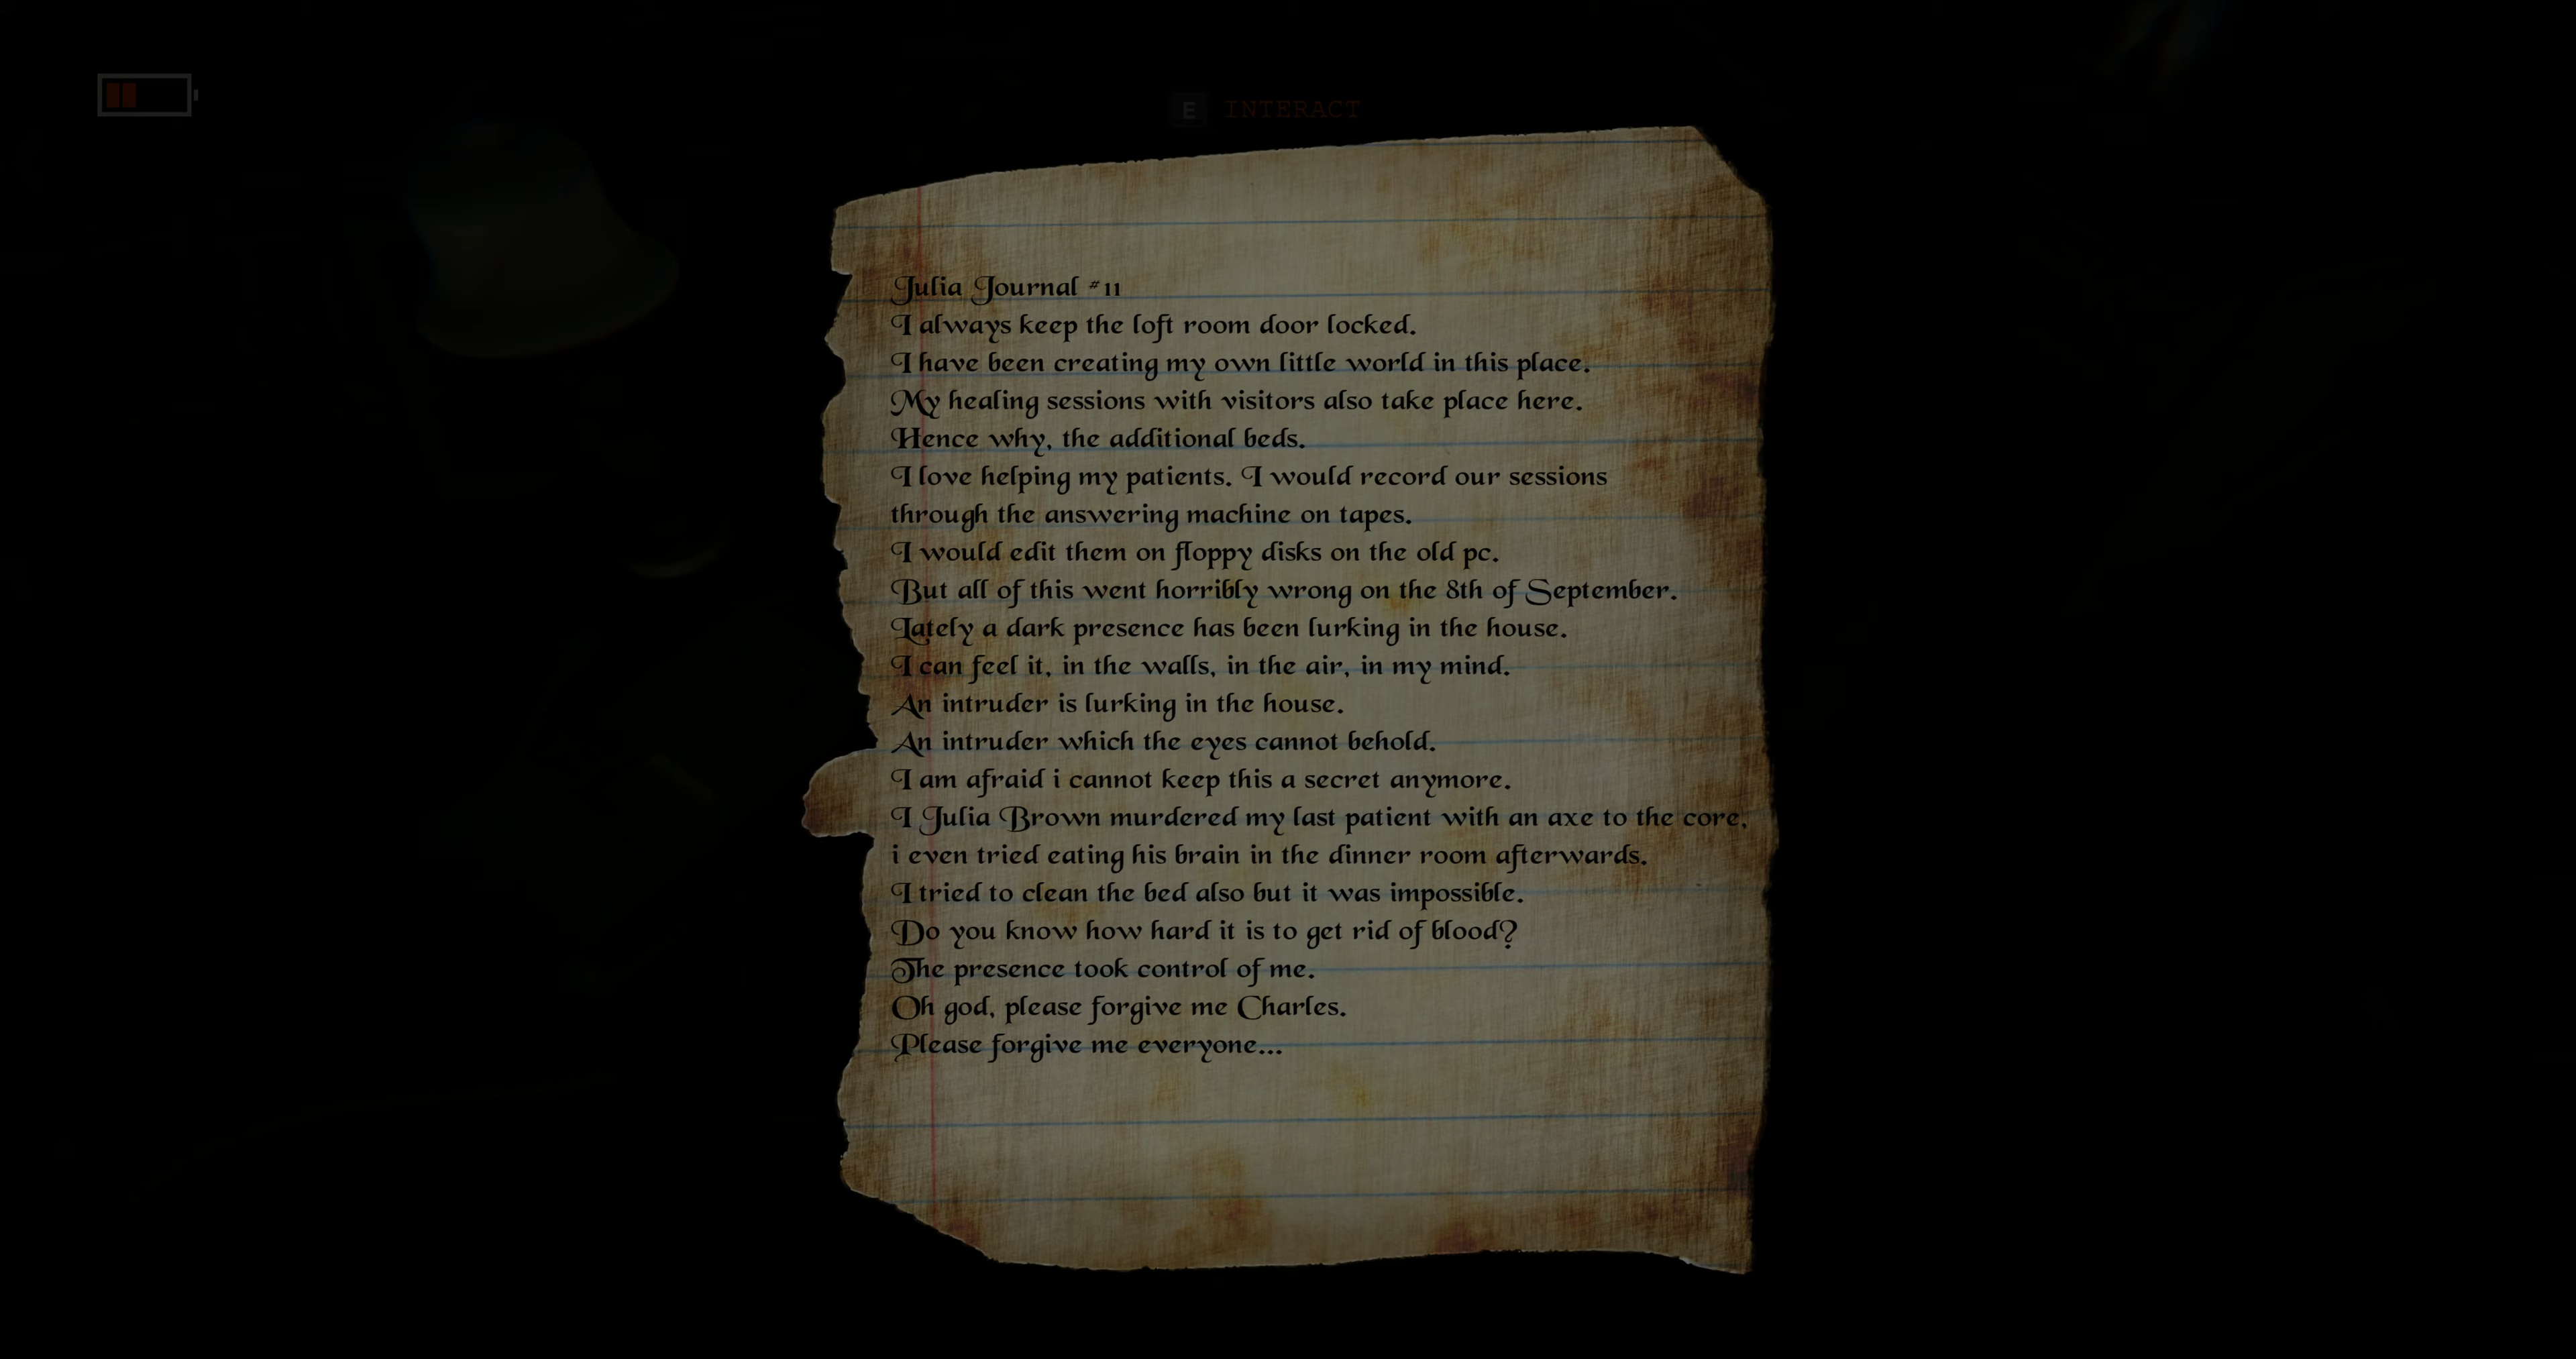 E INTERACT
Julia Journal #11
I always keep the loft room door locked.
I have been creating my own little world in this place.
My healing sessions with visitors also take place here.
Hence why, the additional beds.
I love helping my patients. I would record our sessions
through the answering machine on tapes.
I would edit them on floppy disks on the old pc.
But all of this went horribly wrong on the 8th of September.
Lately a dark presence has been lurking in the house.
I can feel it, in the walls, in the air, in my mind.
An intruder is lurking in the house.
An intruder which the eyes cannot behold.
I am afraid i cannot keep this a secret anymore.
I Julia Brown murdered my last patient with an axe to the core,
i even tried eating his brain in the dinner room afterwards.
I tried to clean the bed also but it was impossible.
Do you know how hard it is to get rid of blood?
The presence took control of me.
Oh god, please forgive me Charles.
Please forgive me everyone...